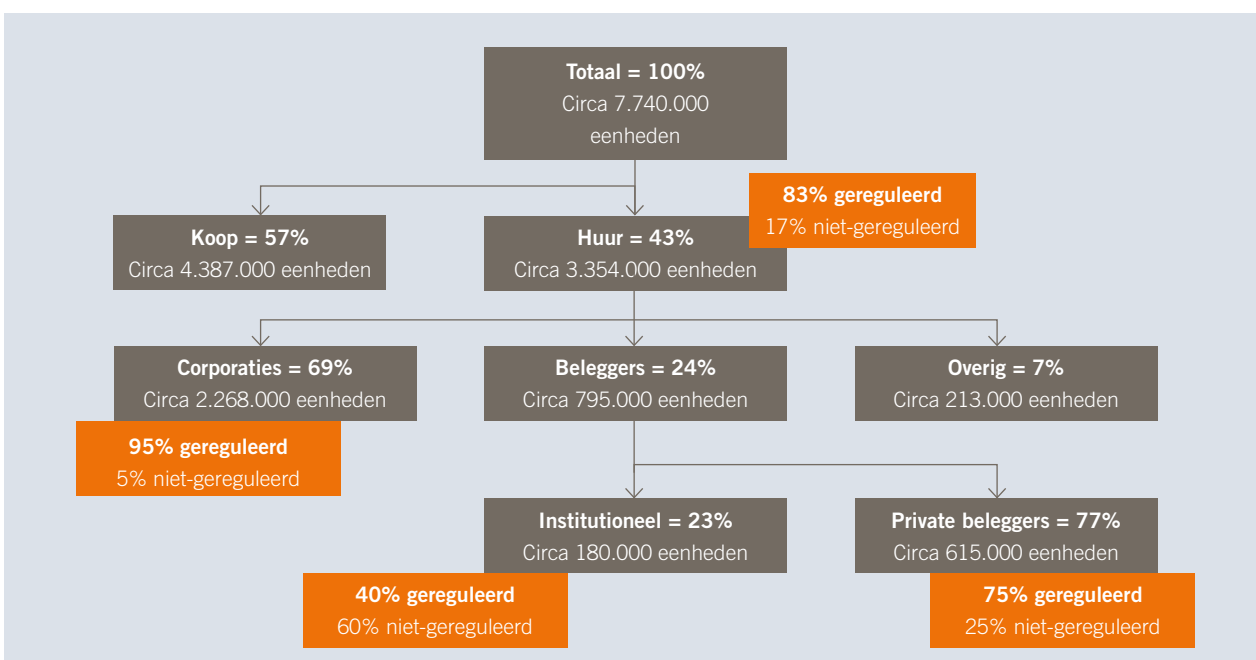 Totaal = 100%
Circa 7.740.000
eenheden
83% gereguleerd
17% niet-gereguleerd
Koop = 57%
Circa 4.387.000 eenheden
Huur = 43%
Circa 3.354.000 eenheden
Corporaties = 69%
Circa 2.268.000 eenheden
95% gereguleerd
5% niet-gereguleerd
Beleggers = 24%
Circa 795.000 eenheden
Overig = 7%
Circa 213.000 eenheden
Institutioneel = 23%
Circa 180.000 eenheden
40% gereguleerd
60% niet-gereguleerd
Private beleggers = 77%
Circa 615.000 eenheden
75% gereguleerd
25% niet-gereguleerd